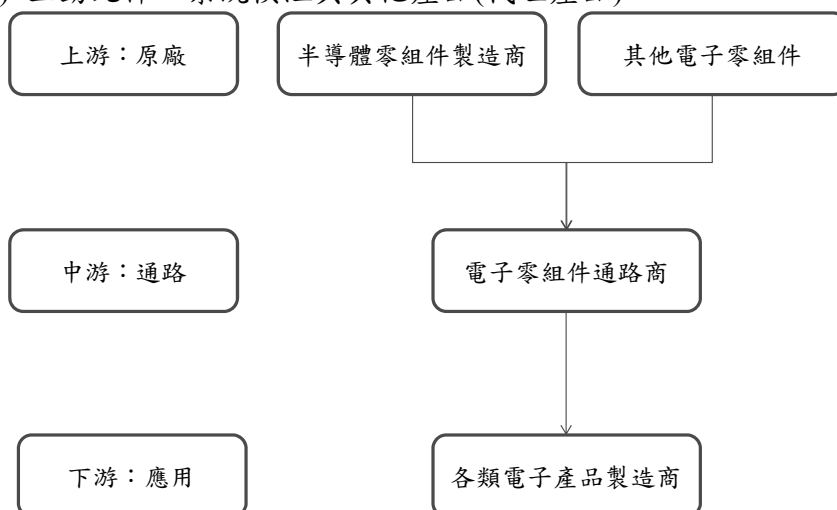 上游：原廠
半導體零組件製造商
其他電子零組件
中游：通路
電子零組件通路商
下游：應用
各類電子產品製造商